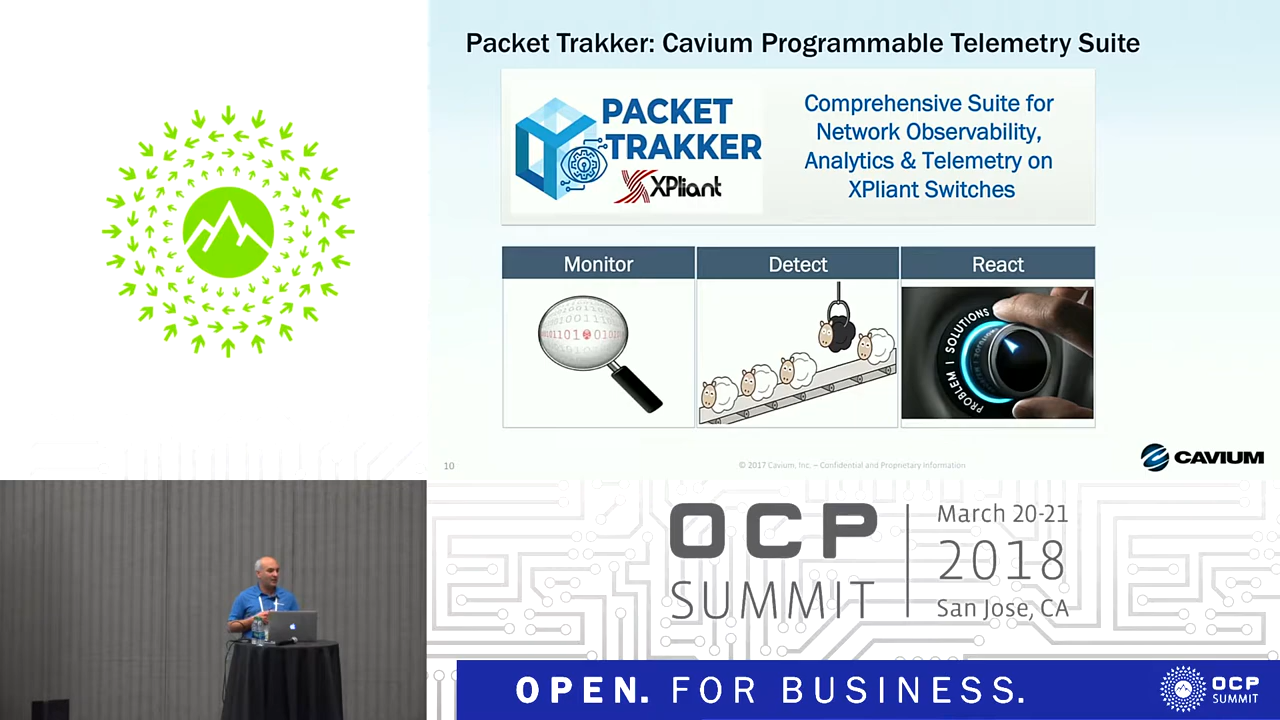 Packet Trakker: Cavium Programmable Telemetry Suite
PACKET
TRAKKER
XPliant
Comprehensive Suite for
Network Observability,
Analytics & Telemetry on
XPliant Switches
Monitor
Detect
React
PROBLEM | SOLUTIONS
10
© 2017 Cavium, Inc. – Confidential and Proprietary Information
CAVIUM
OCP
SUMMIT
March 20-21
2018
San Jose, CA
OPEN. FOR BUSINESS.
OCP
SUMMIT